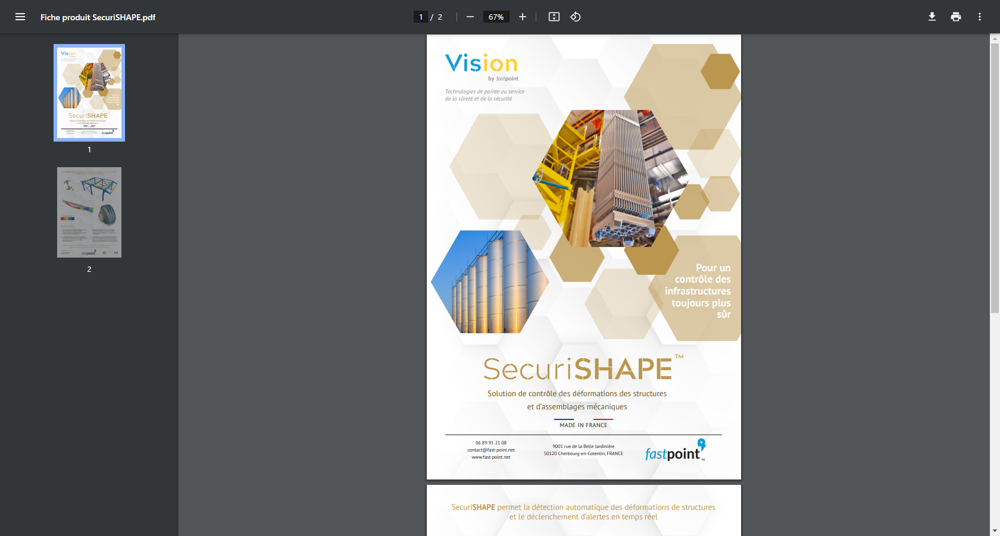 Fiche produit SecuriSHAPE.pdf
1 / 2
67%
1
2
Vision
by fastpoint
Technologies de pointe au service
de la sûreté et de la sécurité
Pour un
contrôle des
infrastructures
toujours plus
sûr
SecuriSHAPE™
Solution de contrôle des déformations des structures
et d'assemblages mécaniques
MADE IN FRANCE
06 89 91 21 08
contact@fast-point.net
www.fast-point.net
9001 rue de la Belle Jardinière
50120 Cherbourg-en-Cotentin, FRANCE
fastpoint™
SecuriSHAPE permet la détection automatique des déformations de structures
et le déclenchement d'alertes en temps réel